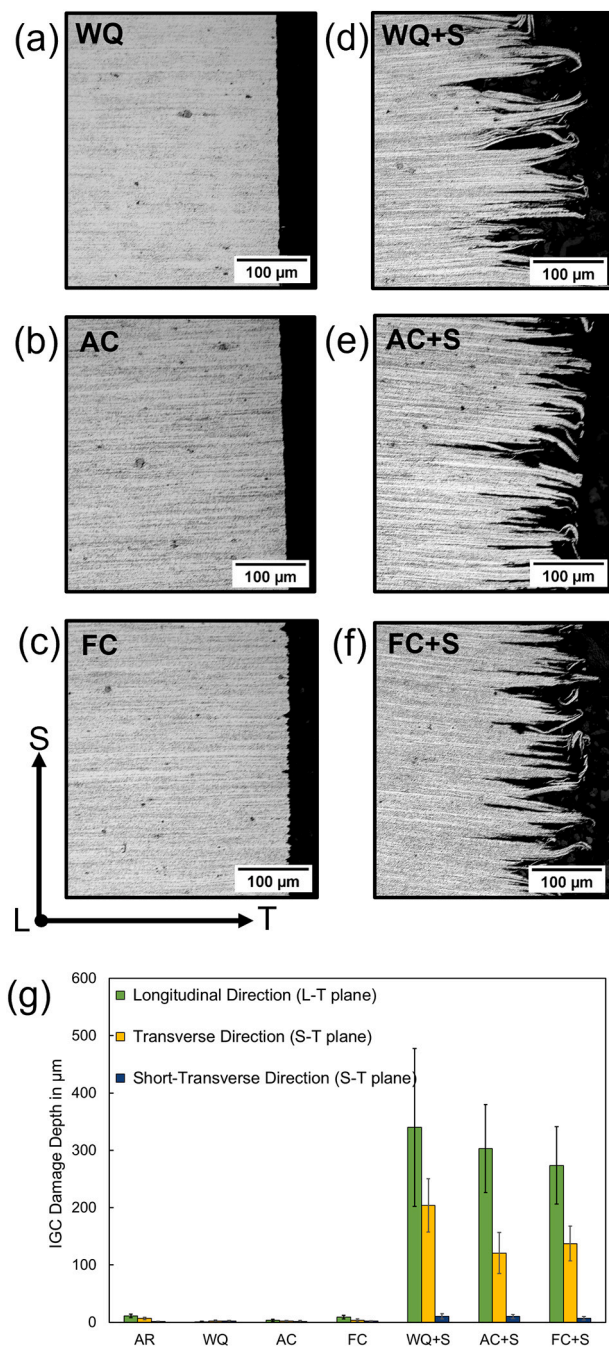 (a) WQ
100 µm
(d) WQ+S
100 µm
(b) AC
100 µm
(e) AC+S
100 µm
(c) FC
100 µm
(f) FC+S
100 µm
S
L
T
(g)
600
500
400
300
200
100
0
IGC Damage Depth in µm
Longitudinal Direction (L-T plane)
Transverse Direction (S-T plane)
Short-Transverse Direction (S-T plane)
AR WQ AC FC WQ+S AC+S FC+S